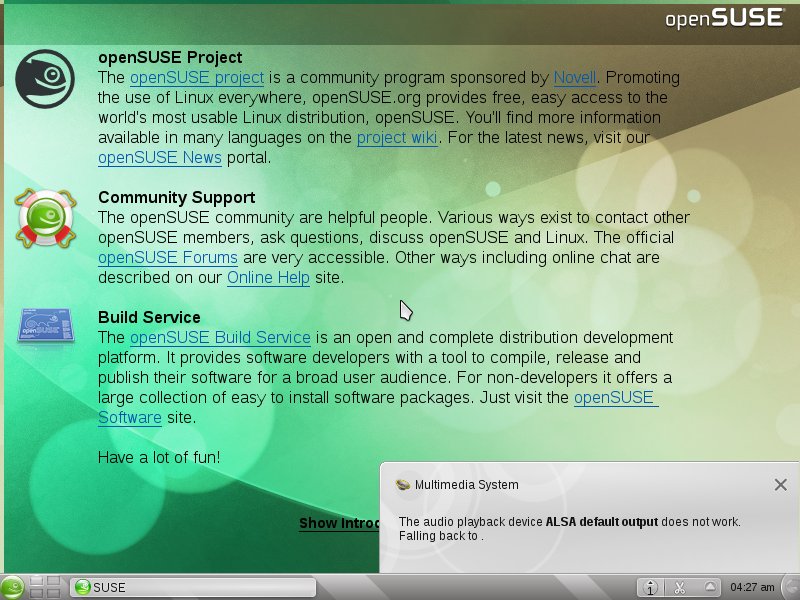 openSUSE
openSUSE Project
The openSUSE project is a community program sponsored by Novell. Promoting
the use of Linux everywhere, openSUSE.org provides free, easy access to the
world's most usable Linux distribution, openSUSE. You'll find more information
available in many languages on the project wiki. For the latest news, visit our
openSUSE News portal.
Community Support
The openSUSE community are helpful people. Various ways exist to contact other
openSUSE members, ask questions, discuss openSUSE and Linux. The official
openSUSE Forums are very accessible. Other ways including online chat are
described on our Online Help site.
Build Service
The openSUSE Build Service is an open and complete distribution development
platform. It provides software developers with a tool to compile, release and
publish their software for a broad user audience. For non-developers it offers a
large collection of easy to install software packages. Just visit the openSUSE
Software site.
openSUSE
Have a lot of fun!
Show Introd
Multimedia System
The audio playback device ALSA default output does not work.
Falling back to .
SUSE
1
04:27 am